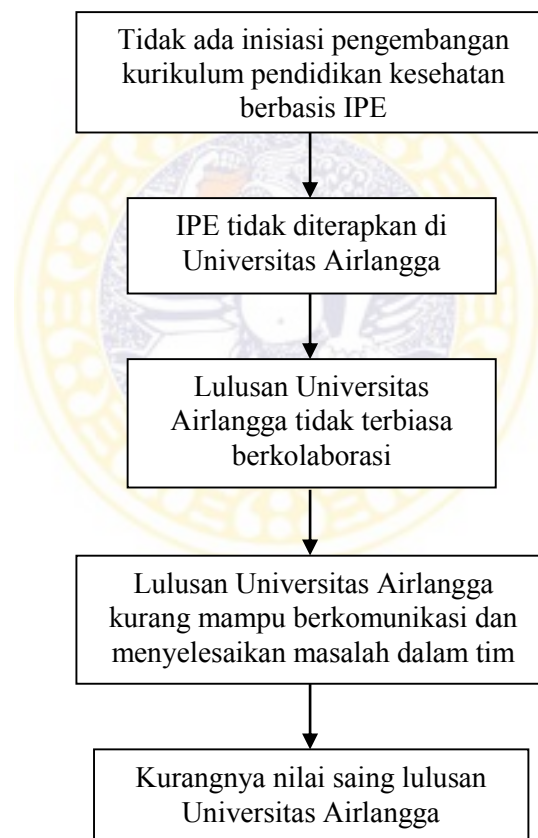 Tidak ada inisiasi pengembangan
kurikulum pendidikan kesehatan
berbasis IPE
IPE tidak diterapkan di
Universitas Airlangga
Lulusan Universitas
Airlangga tidak terbiasa
berkolaborasi
Lulusan Universitas Airlangga
kurang mampu berkomunikasi dan
menyelesaikan masalah dalam tim
Kurangnya nilai saing lulusan
Universitas Airlangga